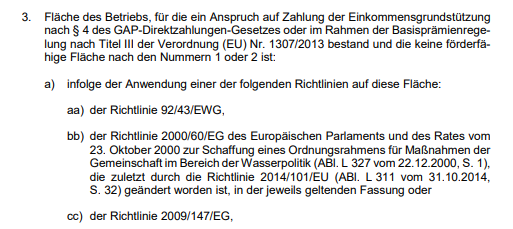 3. Fläche des Betriebs, für die ein Anspruch auf Zahlung der Einkommensgrundstützung
nach § 4 des GAP-Direktzahlungen-Gesetzes oder im Rahmen der Basisprämienrege-
lung nach Titel III der Verordnung (EU) Nr. 1307/2013 bestand und die keine förderfä-
hige Fläche nach den Nummern 1 oder 2 ist:
a) infolge der Anwendung einer der folgenden Richtlinien auf diese Fläche:
aa) der Richtlinie 92/43/EWG,
bb) der Richtlinie 2000/60/EG des Europäischen Parlaments und des Rates vom
23. Oktober 2000 zur Schaffung eines Ordnungsrahmens für Maßnahmen der
Gemeinschaft im Bereich der Wasserpolitik (ABl. L 327 vom 22.12.2000, S. 1),
die zuletzt durch die Richtlinie 2014/101/EU (ABl. L 311 vom 31.10.2014,
S. 32) geändert worden ist, in der jeweils geltenden Fassung oder
cc) der Richtlinie 2009/147/EG,